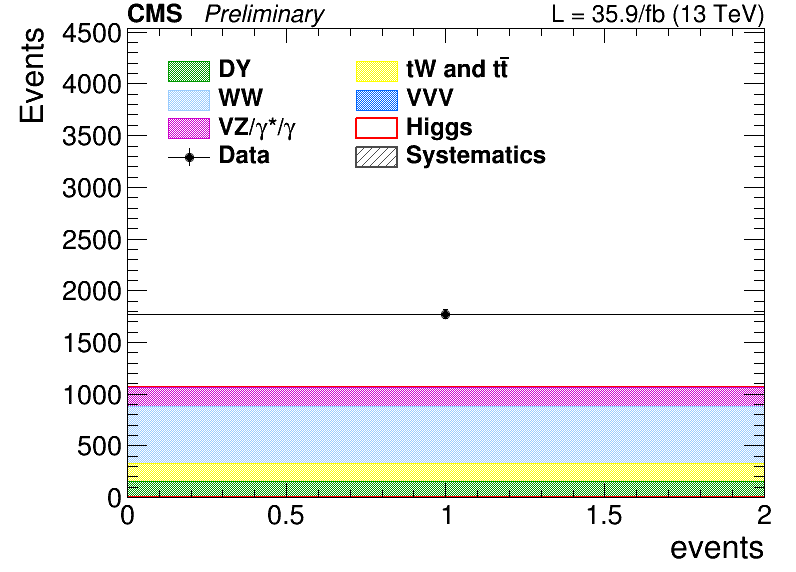 CMS Preliminary L = 35.9/fb (13 TeV)
Events
4500
4000
3500
3000
2500
2000
1500
1000
500
0
DY tW and tt̄
WW VVV
VZ/γ*/γ Higgs
Data Systematics
0 0.5 1 1.5 2
events